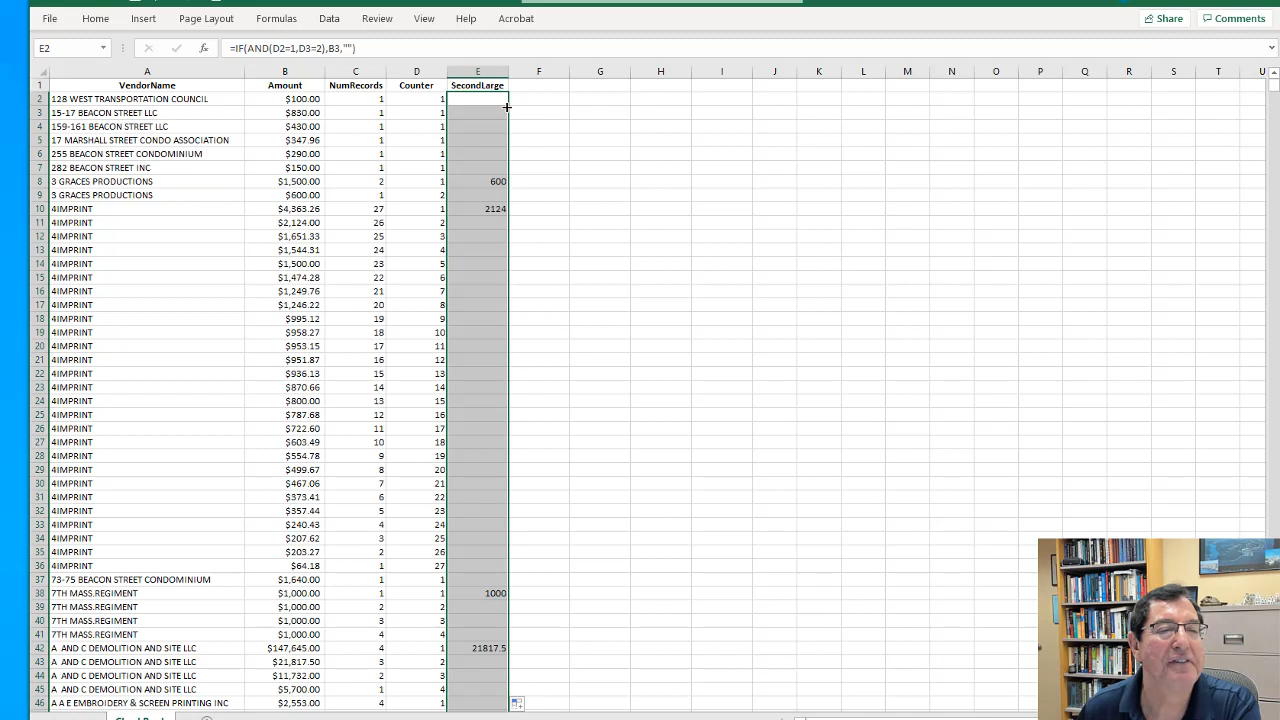 File Home Insert Page Layout Formulas Data Review View Help Acrobat Share Comments
E2 fx =IF(AND(D2=1,D3=2),B3,"")
A B C D E F G H I J K L M N O P Q R S T U
1 VendorName Amount NumRecords Counter SecondLarge
2 128 WEST TRANSPORTATION COUNCIL $100.00 1 1
3 15-17 BEACON STREET LLC $830.00 1 1
4 159-161 BEACON STREET LLC $430.00 1 1
5 17 MARSHALL STREET CONDO ASSOCIATION $347.96 1 1
6 255 BEACON STREET CONDOMINIUM $290.00 1 1
7 282 BEACON STREET INC $150.00 1 1
8 3 GRACES PRODUCTIONS $1,500.00 2 1 600
9 3 GRACES PRODUCTIONS $600.00 1 2
10 4IMPRINT $4,363.26 27 1 2124
11 4IMPRINT $2,124.00 26 2
12 4IMPRINT $1,651.33 25 3
13 4IMPRINT $1,544.31 24 4
14 4IMPRINT $1,500.00 23 5
15 4IMPRINT $1,474.28 22 6
16 4IMPRINT $1,249.76 21 7
17 4IMPRINT $1,246.22 20 8
18 4IMPRINT $995.12 19 9
19 4IMPRINT $958.27 18 10
20 4IMPRINT $953.15 17 11
21 4IMPRINT $951.87 16 12
22 4IMPRINT $936.13 15 13
23 4IMPRINT $870.66 14 14
24 4IMPRINT $800.00 13 15
25 4IMPRINT $787.68 12 16
26 4IMPRINT $722.60 11 17
27 4IMPRINT $603.49 10 18
28 4IMPRINT $554.78 9 19
29 4IMPRINT $499.67 8 20
30 4IMPRINT $467.06 7 21
31 4IMPRINT $373.41 6 22
32 4IMPRINT $357.44 5 23
33 4IMPRINT $240.43 4 24
34 4IMPRINT $207.62 3 25
35 4IMPRINT $203.27 2 26
36 4IMPRINT $64.18 1 27
37 73-75 BEACON STREET CONDOMINIUM $1,640.00 1 1
38 7TH MASS.REGIMENT $1,000.00 1 1 1000
39 7TH MASS.REGIMENT $1,000.00 2 2
40 7TH MASS.REGIMENT $1,000.00 3 3
41 7TH MASS.REGIMENT $1,000.00 4 4
42 A AND C DEMOLITION AND SITE LLC $147,645.00 4 1 21817.5
43 A AND C DEMOLITION AND SITE LLC $21,817.50 3 2
44 A AND C DEMOLITION AND SITE LLC $11,732.00 2 3
45 A AND C DEMOLITION AND SITE LLC $5,700.00 1 4
46 A A E EMBROIDERY & SCREEN PRINTING INC $2,553.00 4 1